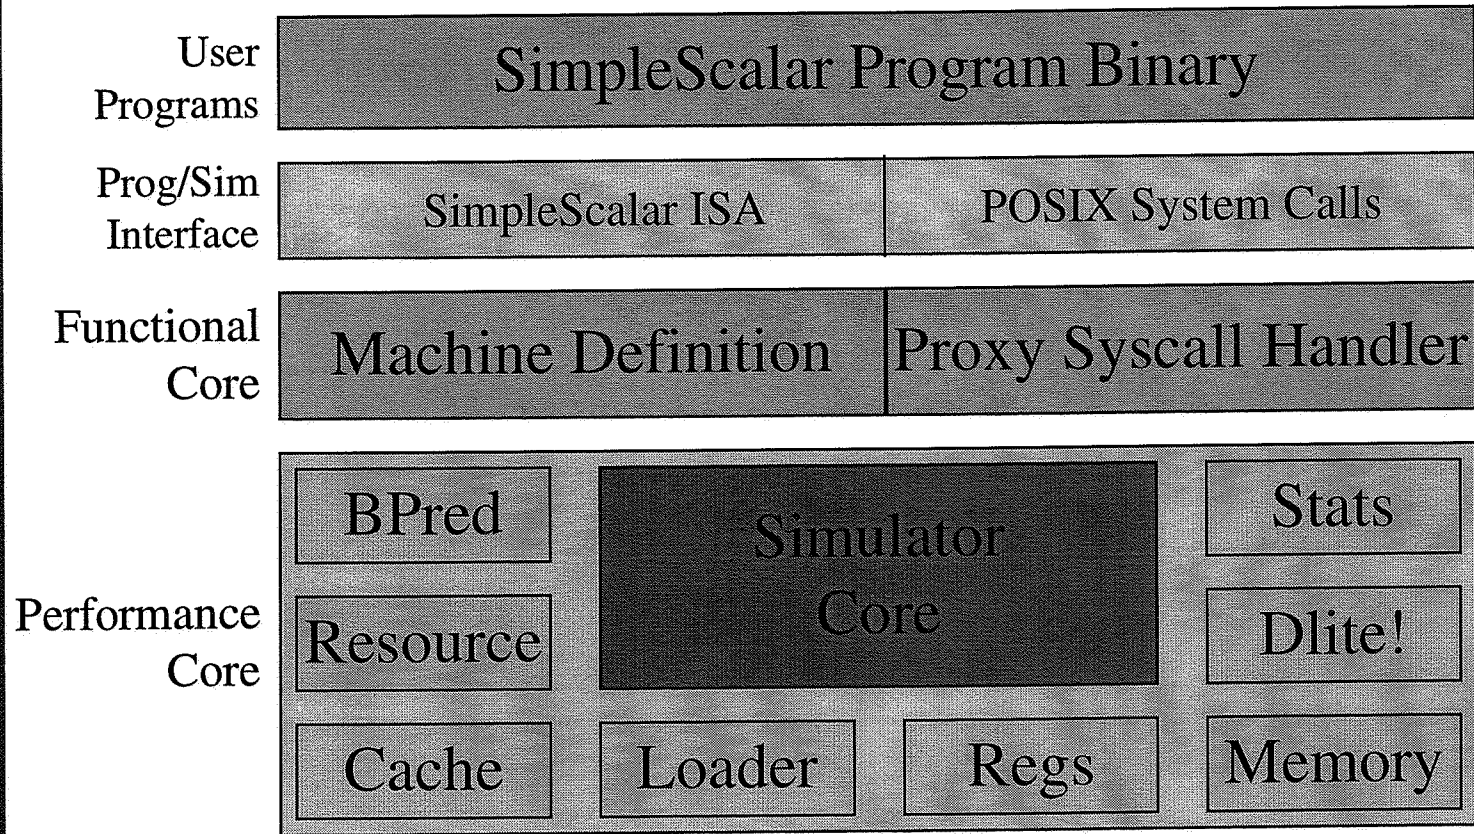 User
Programs
SimpleScalar Program Binary
Prog/Sim
Interface
SimpleScalar ISA
POSIX System Calls
Functional
Core
Machine Definition
Proxy Syscall Handler
Performance
Core
BPred
Simulator
Core
Stats
Resource
Dlite!
Cache
Loader
Regs
Memory